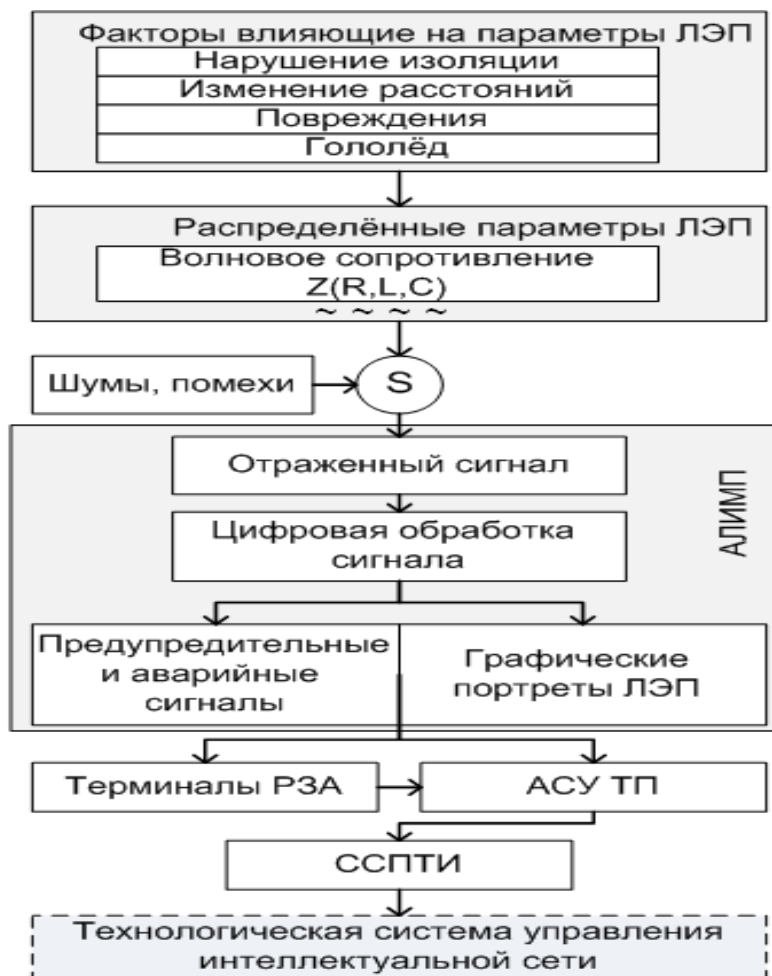 Факторы влияющие на параметры ЛЭП
Нарушение изоляции
Изменение расстояний
Повреждения
Гололёд
Распределённые параметры ЛЭП
Волновое сопротивление
Z(R,L,C)
~ ~ ~ ~
Шумы, помехи
S
Отраженный сигнал
АЛИМП
Цифровая обработка
сигнала
Предупредительные
и аварийные
сигналы
Графические
портреты ЛЭП
Терминалы РЗА
АСУ ТП
ССПТИ
Технологическая система управления
интеллектуальной сети